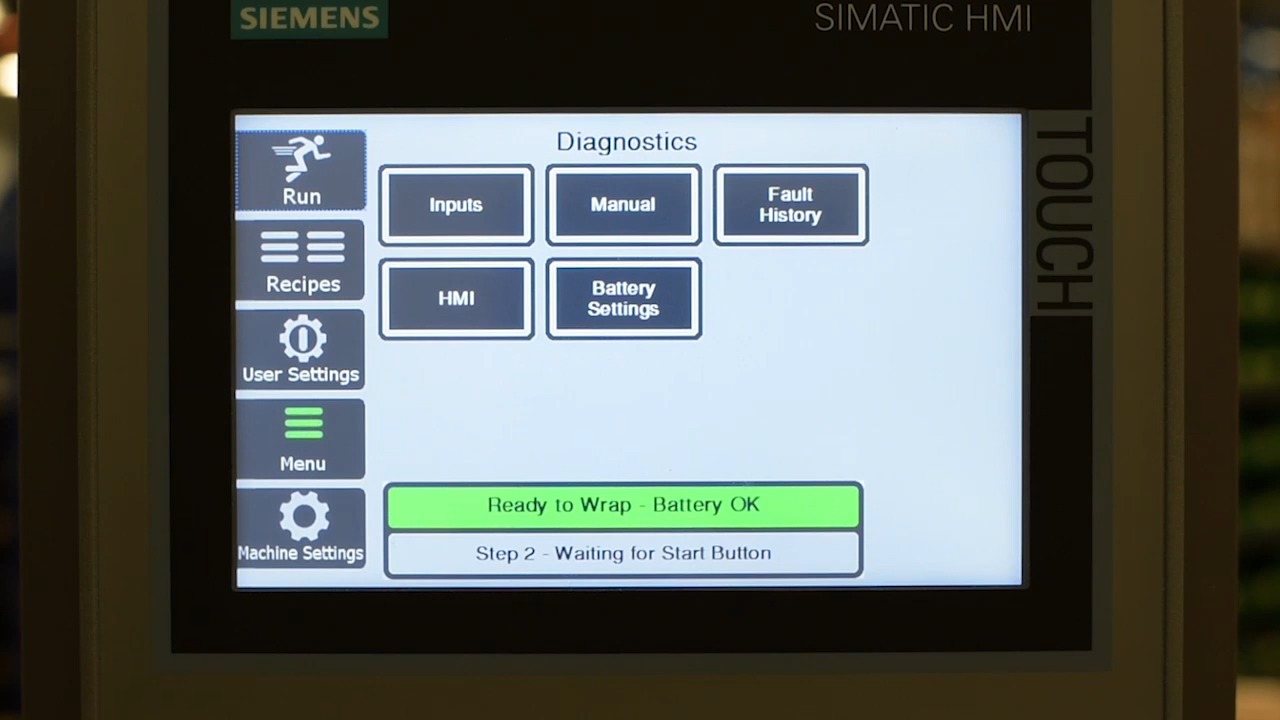 SIEMENS
SIMATIC HMI
TOUCH
Diagnostics
Run
Recipes
User Settings
Menu
Machine Settings
Inputs
Manual
Fault
History
HMI
Battery
Settings
Ready to Wrap - Battery OK
Step 2 - Waiting for Start Button